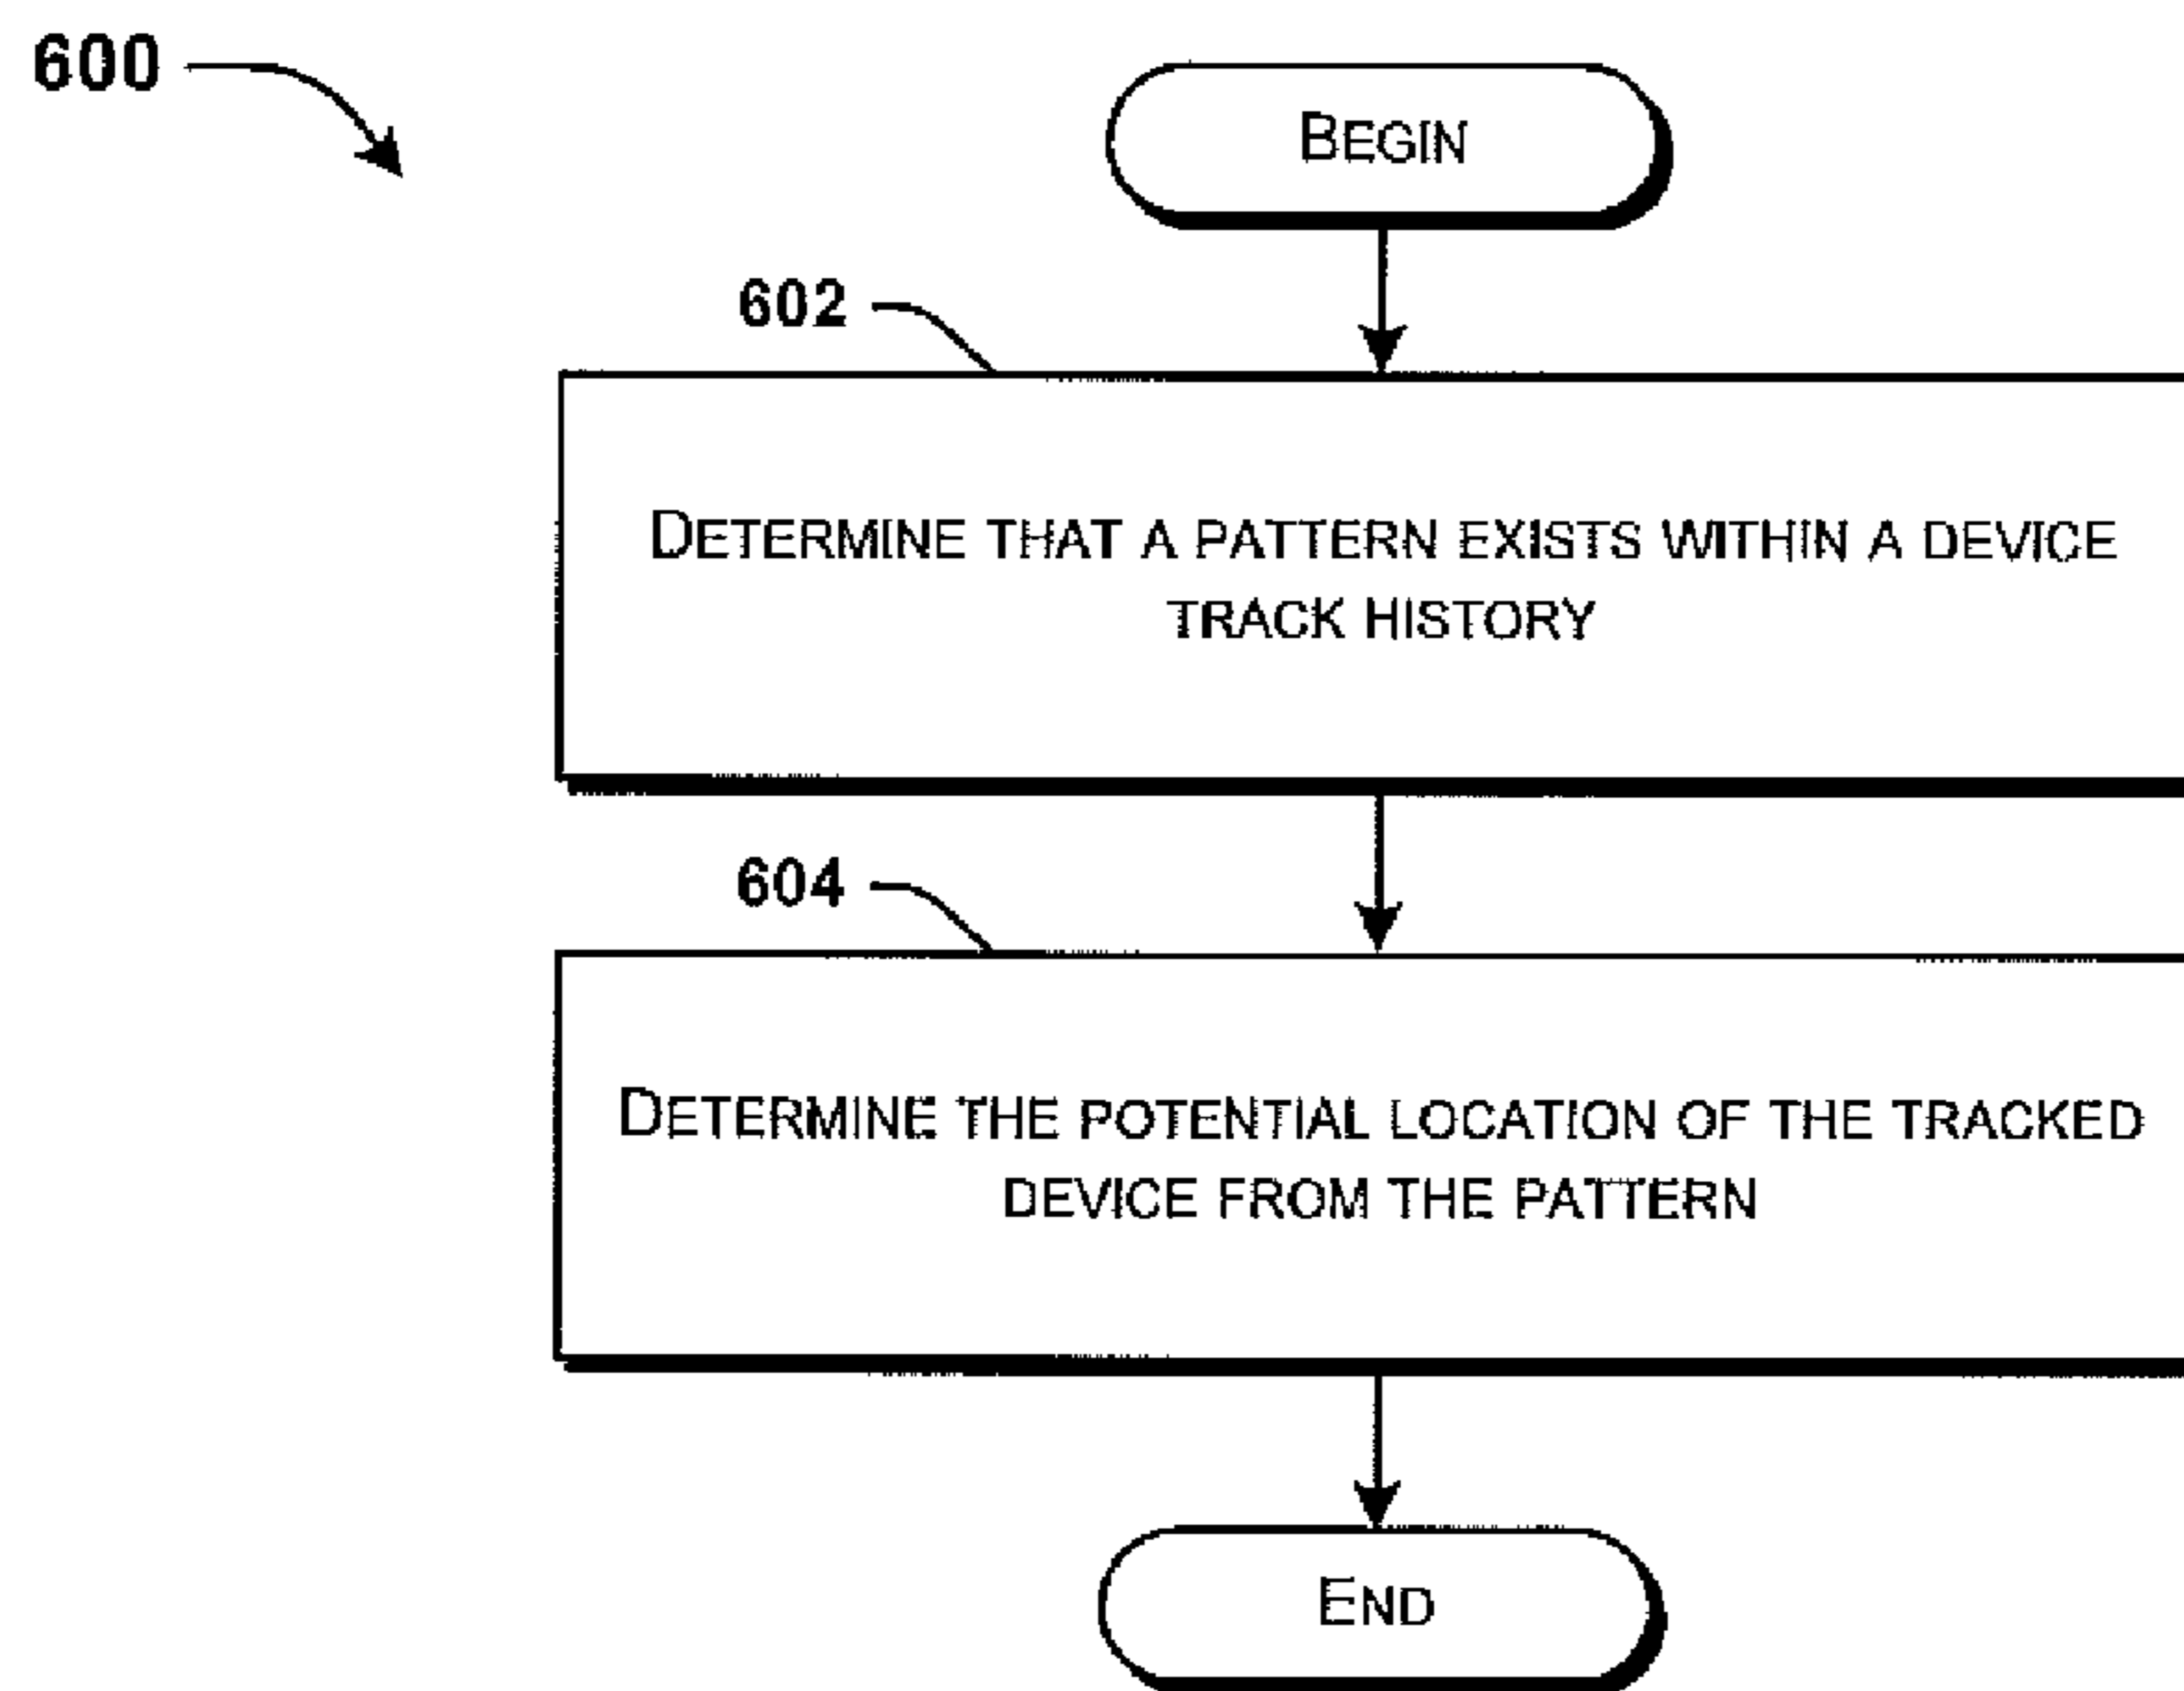 600
BEGIN
602
DETERMINE THAT A PATTERN EXISTS WITHIN A DEVICE
TRACK HISTORY
604
DETERMINE THE POTENTIAL LOCATION OF THE TRACKED
DEVICE FROM THE PATTERN
END